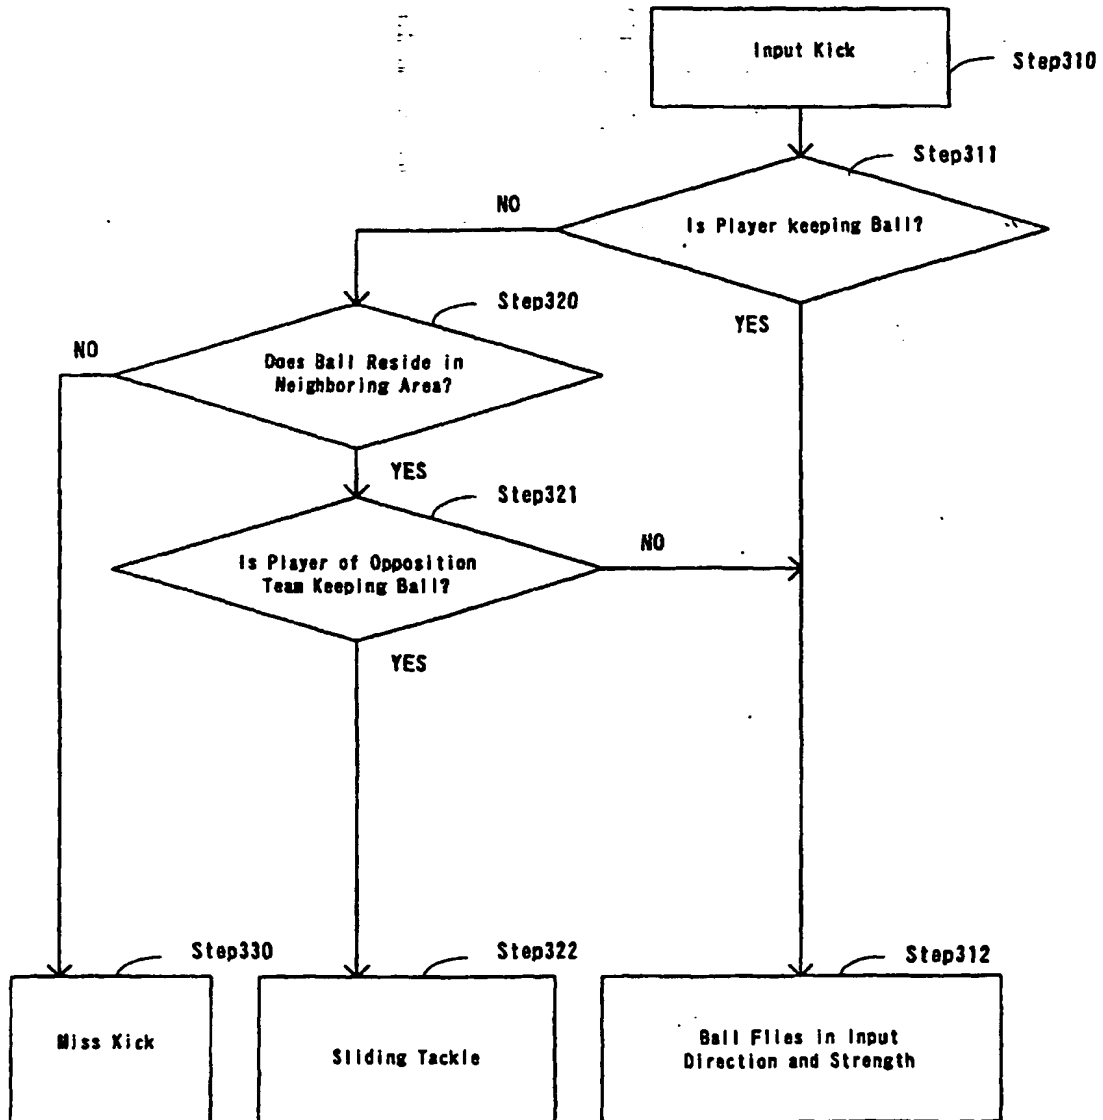 Input Kick
Step310
Step311
NO
Is Player keeping Ball?
Step320
YES
NO
Does Ball Reside in
Neighboring Area?
YES
Step321
NO
Is Player of Opposition
Team Keeping Ball?
YES
Step330
Step322
Step312
Miss Kick
Sliding Tackle
Ball Flies in Input
Direction and Strength